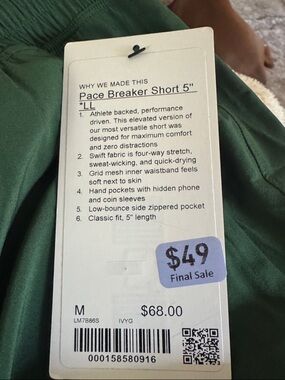 WHY WE MADE THIS
Pace Breaker Short 5"
*LL
1. Athlete backed, performance
driven. This elevated version of
our most versatile short was
designed for maximum comfort
and zero distractions
2. Swift fabric is four-way stretch,
sweat-wicking, and quick-drying
3. Grid mesh inner waistband feels
soft next to skin
4. Hand pockets with hidden phone
and coin sleeves
5. Low-bounce side zippered pocket
6. Classic fit, 5" length
$49
Final Sale
M $68.00
LM7B86S IVYG
000158580916